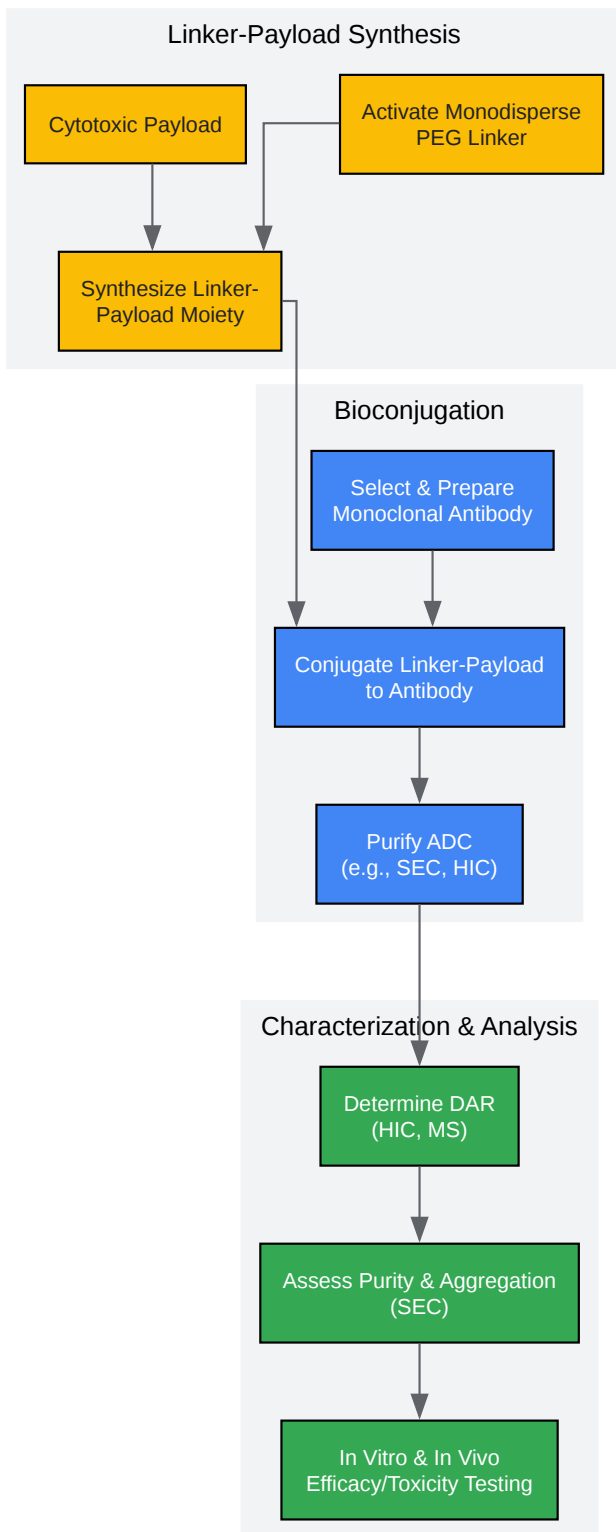 Linker-Payload Synthesis
Cytotoxic Payload
Activate Monodisperse
PEG Linker
Synthesize Linker-
Payload Moiety
Bioconjugation
Select & Prepare
Monoclonal Antibody
Conjugate Linker-Payload
to Antibody
Purify ADC
(e.g., SEC, HIC)
Characterization & Analysis
Determine DAR
(HIC, MS)
Assess Purity & Aggregation
(SEC)
In Vitro & In Vivo
Efficacy/Toxicity Testing